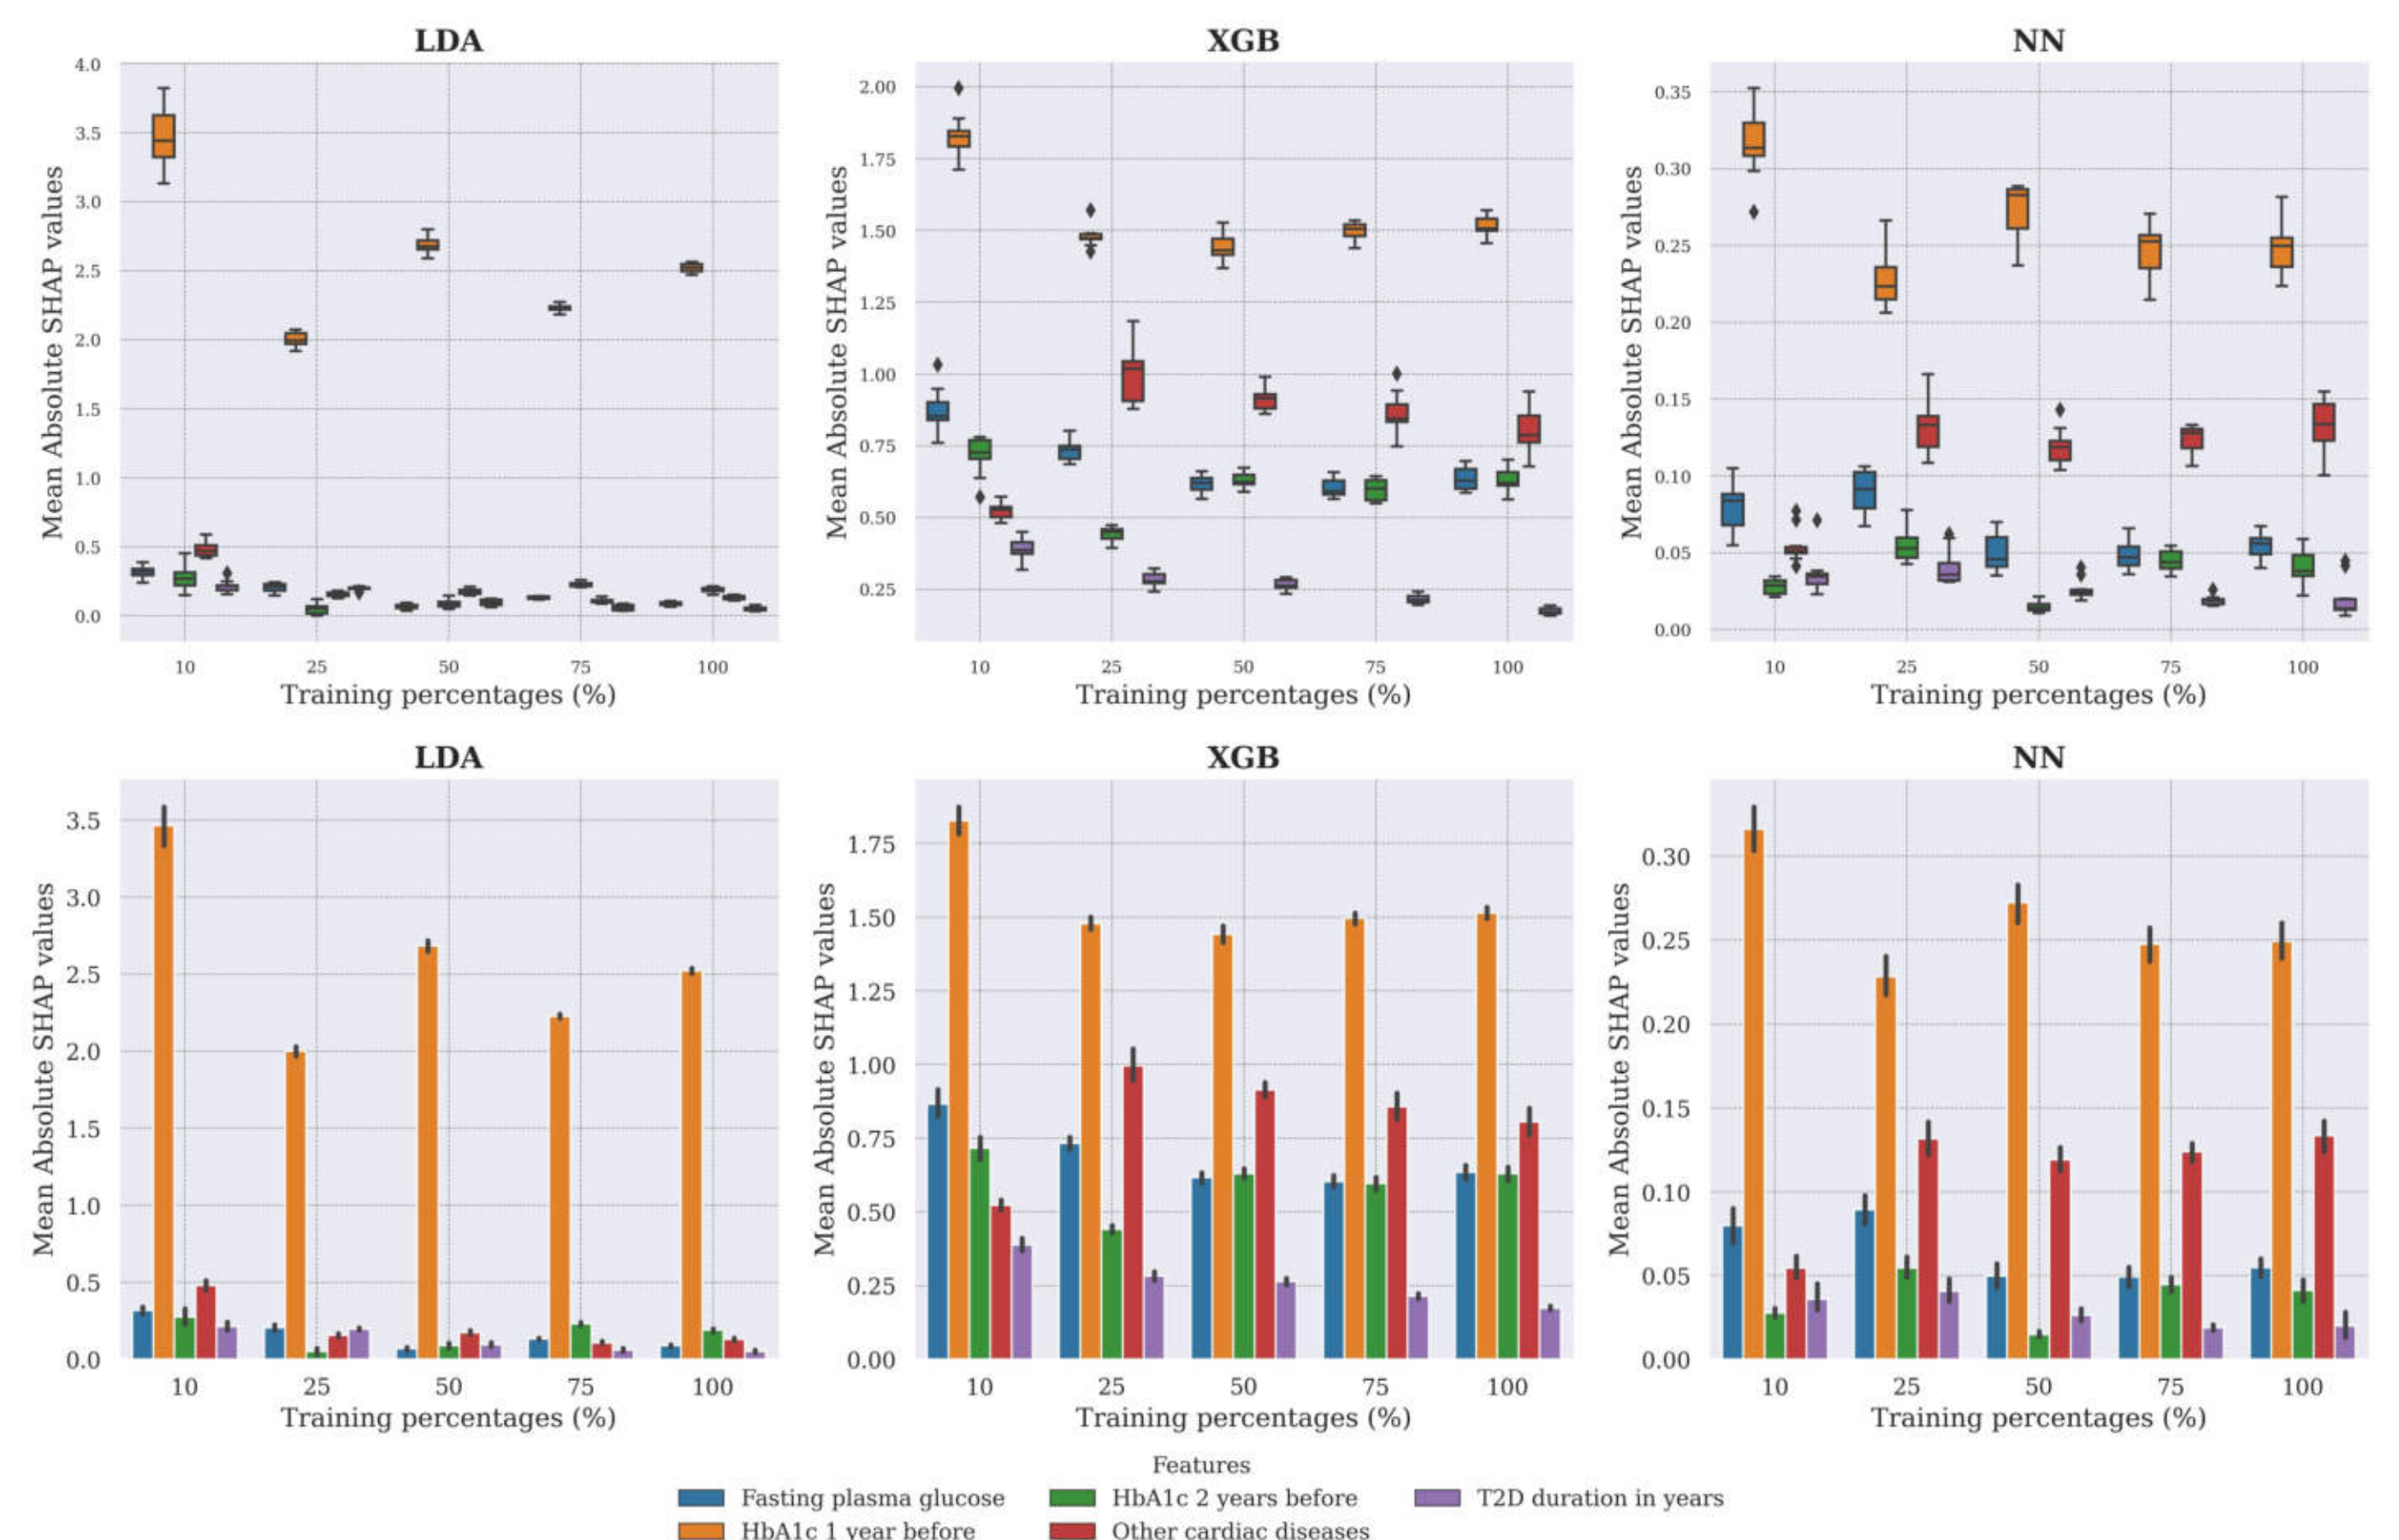 LDA
XGB
NN
4.0
3.5
3.0
2.5
2.0
1.5
1.0
0.5
0.0
Mean Absolute SHAP values
10 25 50 75 100
Training percentages (%)
2.00
1.75
1.50
1.25
1.00
0.75
0.50
0.25
Mean Absolute SHAP values
10 25 50 75 100
Training percentages (%)
0.35
0.30
0.25
0.20
0.15
0.10
0.05
0.00
Mean Absolute SHAP values
10 25 50 75 100
Training percentages (%)
LDA
XGB
NN
3.5
3.0
2.5
2.0
1.5
1.0
0.5
0.0
Mean Absolute SHAP values
10 25 50 75 100
Training percentages (%)
1.75
1.50
1.25
1.00
0.75
0.50
0.25
0.00
Mean Absolute SHAP values
10 25 50 75 100
Training percentages (%)
0.30
0.25
0.20
0.15
0.10
0.05
0.00
Mean Absolute SHAP values
10 25 50 75 100
Training percentages (%)
Features
Fasting plasma glucose
HbA1c 1 year before
HbA1c 2 years before
Other cardiac diseases
T2D duration in years